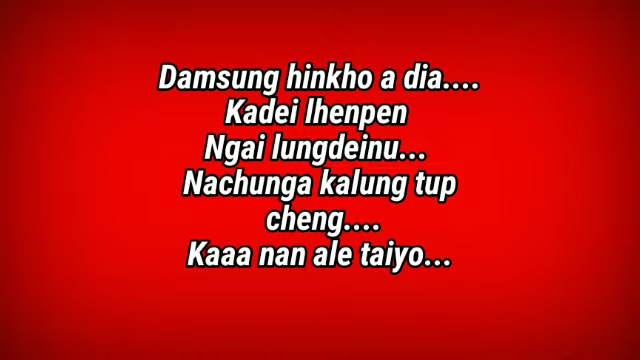 Damsung hinkho a dia....
Kadei lhenpen
Ngai lungdeinu...
Nachunga kalung tup
cheng....
Kaaa nan ale taiyo...